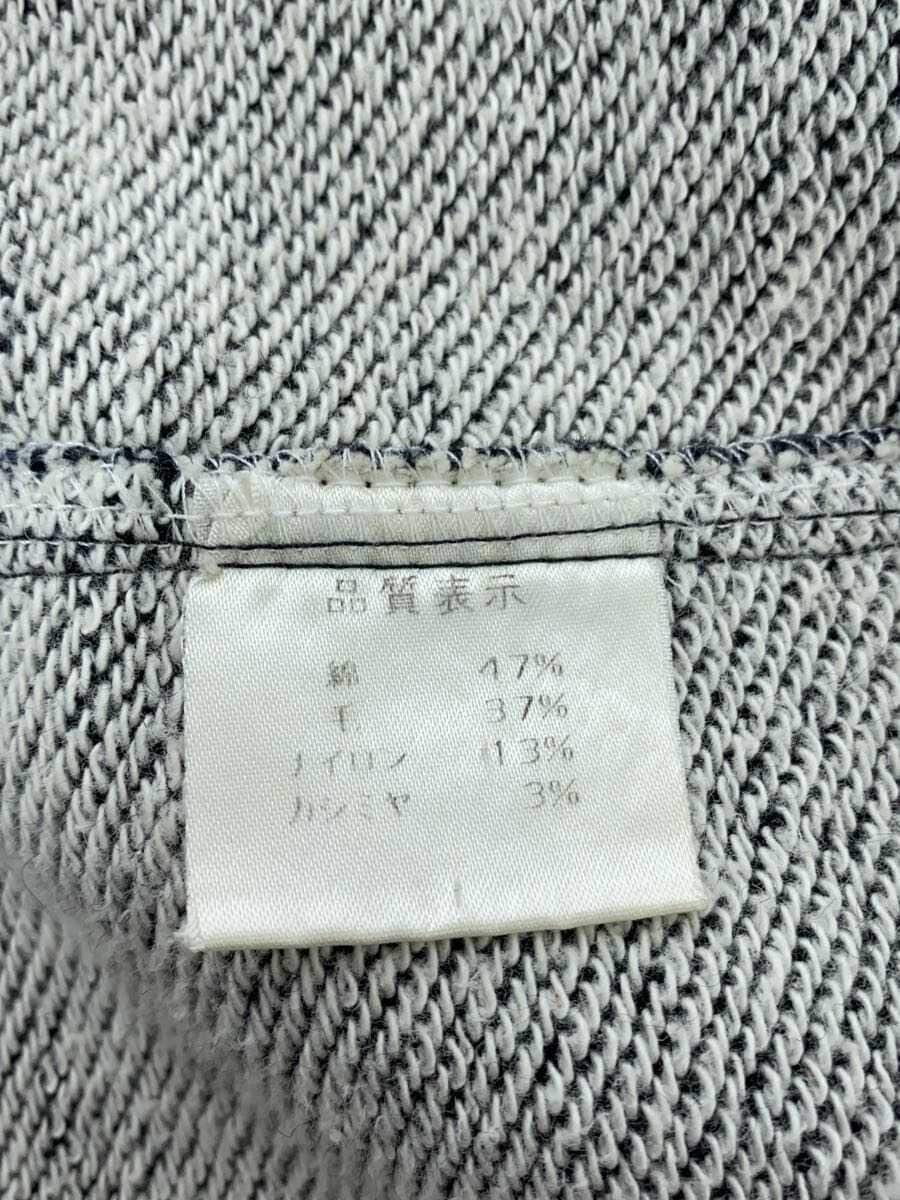 品質表示
綿 47%
毛 37%
ナイロン 13%
カシミヤ 3%